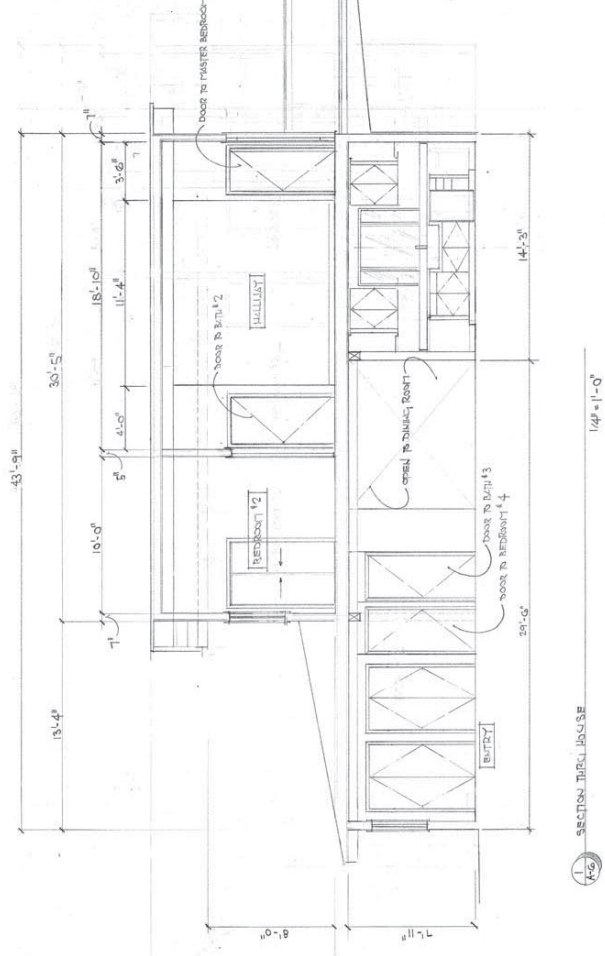 43'-9"
13'-4"
30'-5"
7"
10'-0"
5"
18'-10"
7"
4'-0"
11'-4"
3'-6"
DOOR TO MASTER BEDROOM
HALLWAY
DOOR TO BATH #2
BEDROOM #2
OPEN TO DINING ROOM
DOOR TO BATH #3
DOOR TO BEDROOM #4
ENTRY
8'-0"
7'-11"
29'-6"
14'-3"
1
A-6
SECTION THRU HOUSE
1/4" = 1'-0"